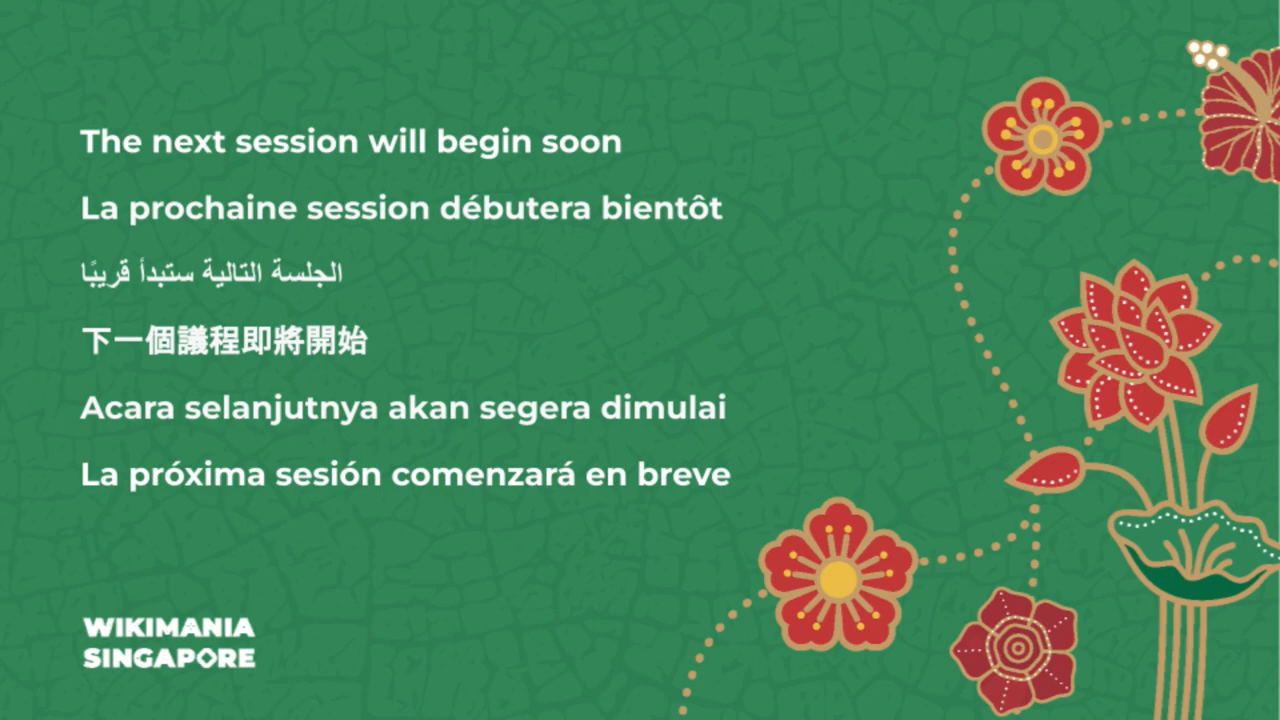 The next session will begin soon
La prochaine session débutera bientôt
الجلسة التالية ستبدأ قريبًا
下一個議程即將開始
Acara selanjutnya akan segera dimulai
La próxima sesión comenzará en breve
WIKIMANIA
SINGAPORE